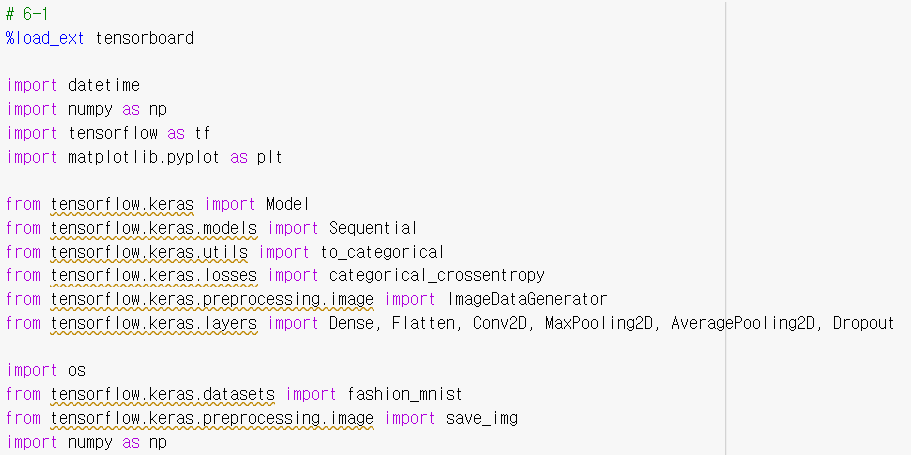 # 6-1
%load_ext tensorboard
import datetime
import numpy as np
import tensorflow as tf
import matplotlib.pyplot as plt
from tensorflow.keras import Model
from tensorflow.keras.models import Sequential
from tensorflow.keras.utils import to_categorical
from tensorflow.keras.losses import categorical_crossentropy
from tensorflow.keras.preprocessing.image import ImageDataGenerator
from tensorflow.keras.layers import Dense, Flatten, Conv2D, MaxPooling2D, AveragePooling2D, Dropout
import os
from tensorflow.keras.datasets import fashion_mnist
from tensorflow.keras.preprocessing.image import save_img
import numpy as np